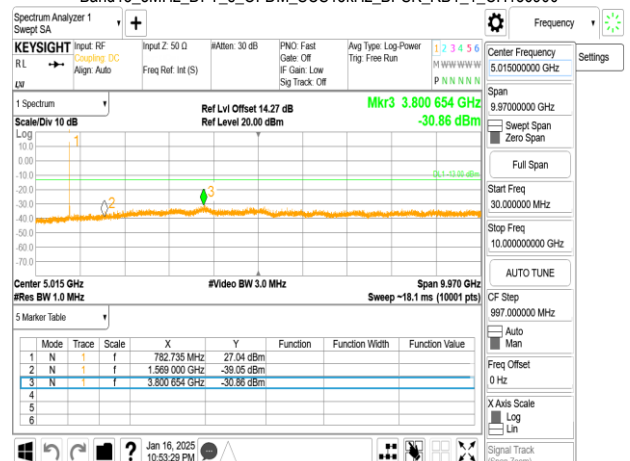 Spectrum Analyzer 1
Swept SA
Frequency
Settings
KEYSIGHT
RL
Input: RF
Coupling: DC
Align: Auto
Input Z: 50 Ω
Freq Ref: Int (S)
#Atten: 30 dB
PNO: Fast
Gate: Off
IF Gain: Low
Sig Track: Off
Avg Type: Log-Power
Trig: Free Run
1 2 3 4 5 6
M W W W W W
P N N N N N
1 Spectrum
Scale/Div 10 dB
Ref Lvl Offset 14.27 dB
Ref Level 20.00 dBm
Mkr3 3.800 654 GHz
-30.86 dBm
Log
10.0
0.00
-10.0
-20.0
-30.0
-40.0
-50.0
-60.0
-70.0
1
2
3
DL1 -13.00 dBm
Center 5.015 GHz
#Video BW 3.0 MHz
Span 9.970 GHz
#Res BW 1.0 MHz
Sweep ~18.1 ms (10001 pts)
5 Marker Table
Mode Trace Scale X Y Function Function Width Function Value
1 N 1 f 782.735 MHz 27.04 dBm
2 N 1 f 1.569 000 GHz -39.05 dBm
3 N 1 f 3.800 654 GHz -30.86 dBm
4
5
6
Jan 16, 2025
10:53:29 PM
Center Frequency
5.015000000 GHz
Span
9.97000000 GHz
Swept Span
Zero Span
Full Span
Start Freq
30.000000 MHz
Stop Freq
10.000000000 GHz
AUTO TUNE
CF Step
997.000000 MHz
Auto
Man
Freq Offset
0 Hz
X Axis Scale
Log
Lin
Signal Track